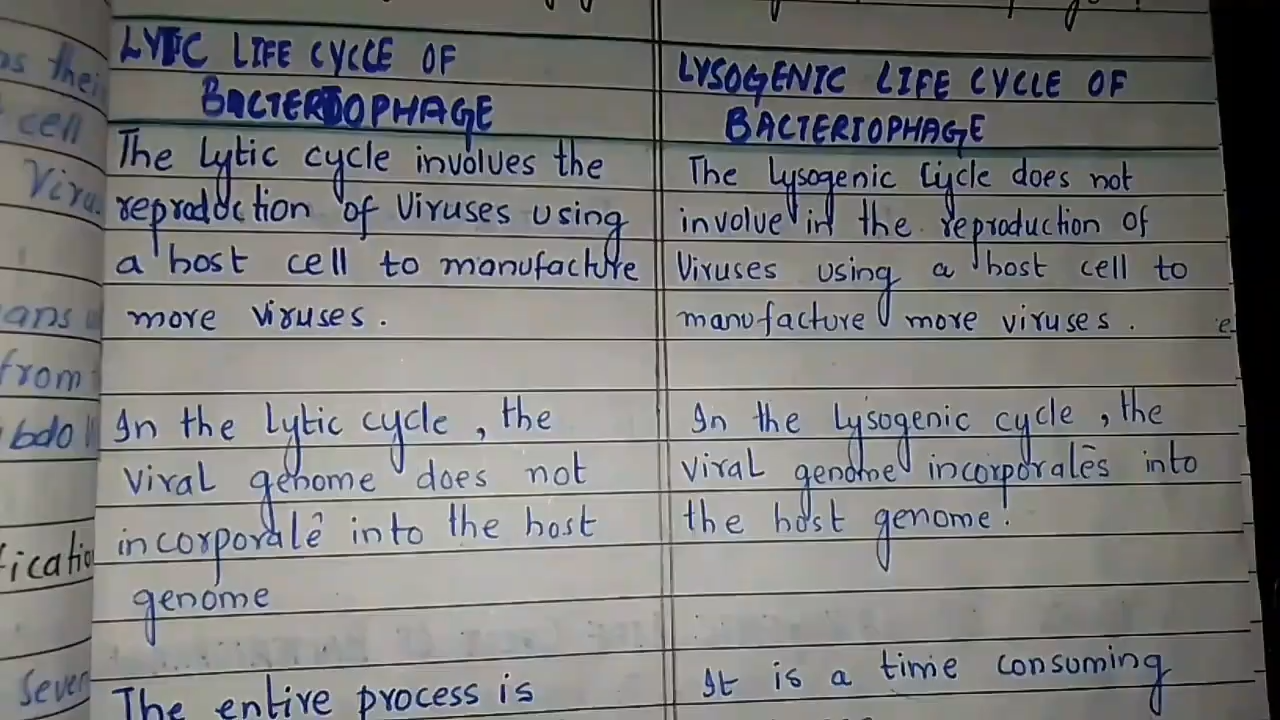 LYTIC LIFE CYCLE OF
BACTERIOPHAGE
The lytic cycle involves the
reproduction of Viruses using
a host cell to manufacture
more viruses.
In the lytic cycle, the
viral genome does not
incorporate into the host
genome
The entire process is
LYSOGENIC LIFE CYCLE OF
BACTERIOPHAGE
The lysogenic Cycle does not
involve in the reproduction of
Viruses using a host cell to
manufacture more viruses.
In the lysogenic cycle, the
viral genome incorporates into
the host genome.
It is a time consuming
cell
ans
from